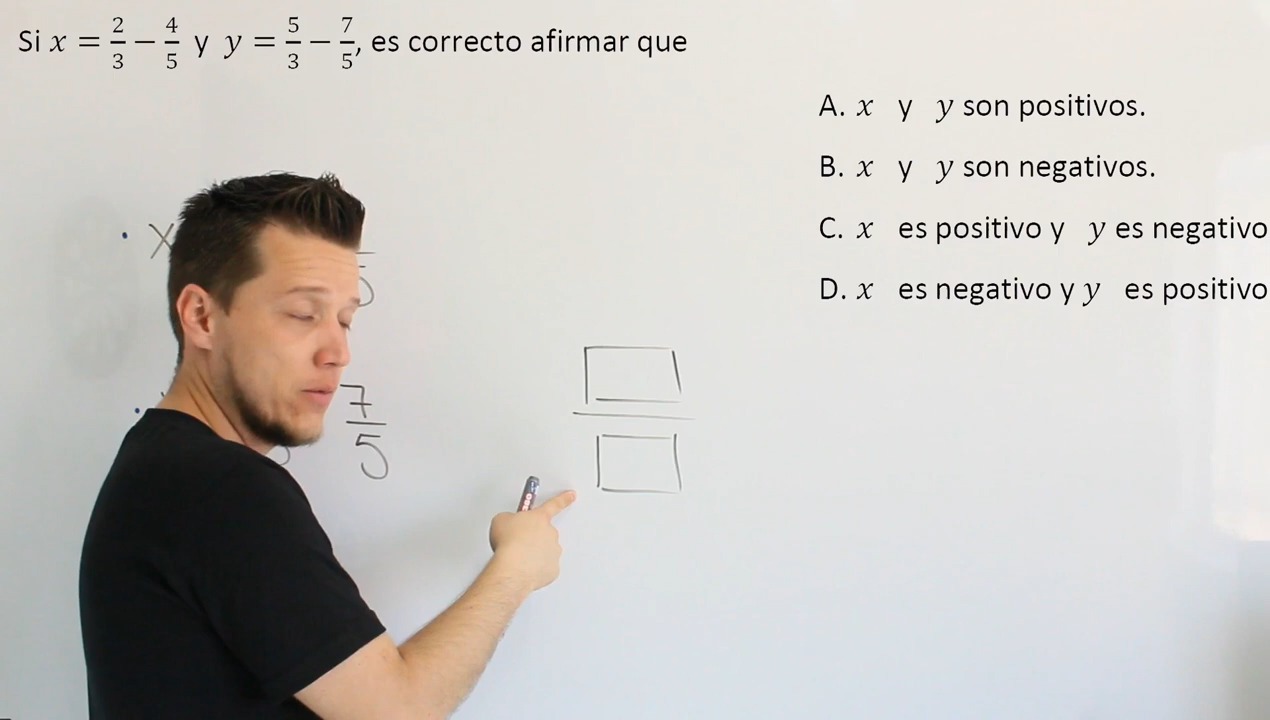 Si x = 2/3 − 4/5 y y = 5/3 − 7/5, es correcto afirmar que
A. x y y son positivos.
B. x y y son negativos.
C. x es positivo y y es negativo
D. x es negativo y y es positivo
· x 5
· 7/5